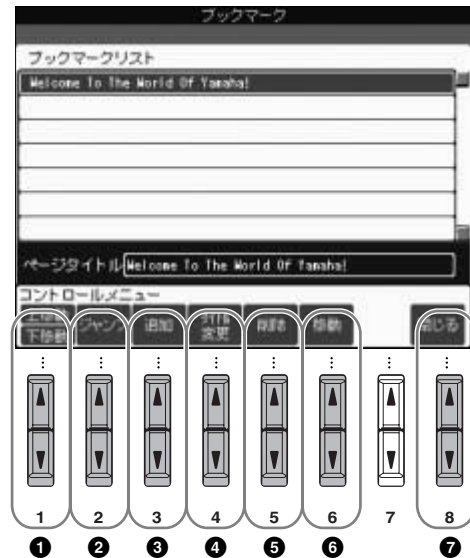 ブックマーク
ブックマークリスト
Welcome To The World Of Yamaha!
ページタイトル Welcome To The World Of Yamaha!
コントロールメニュー
上移動 ジャンプ 追加 名前 削除 移動 閉じる
下移動 変更
1 2 3 4 5 6 7 8
❶ ❷ ❸ ❹ ❺ ❻ ❼